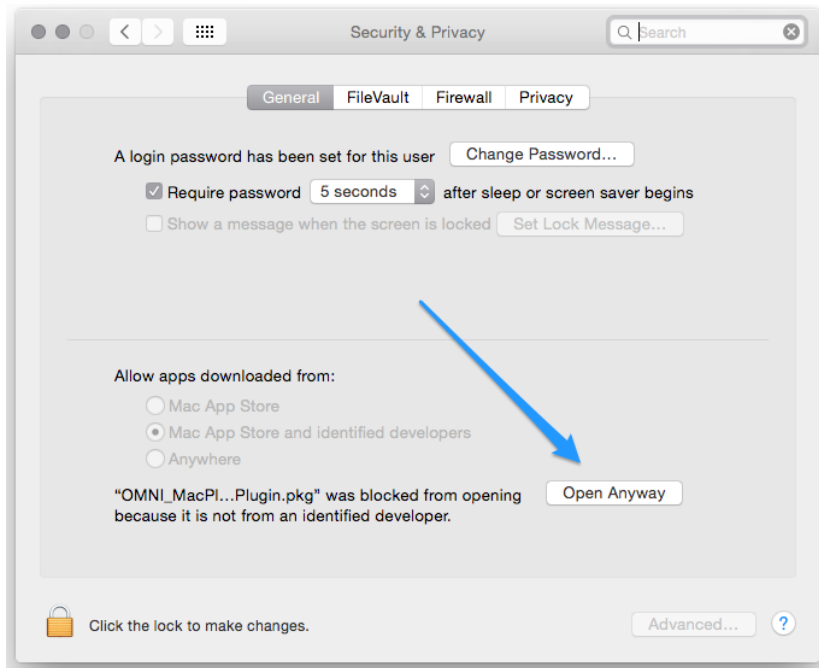 Security & Privacy
Search
General FileVault Firewall Privacy
A login password has been set for this user Change Password...
Require password 5 seconds after sleep or screen saver begins
Show a message when the screen is locked Set Lock Message...
Allow apps downloaded from:
Mac App Store
Mac App Store and identified developers
Anywhere
“OMNI_MacPl...Plugin.pkg” was blocked from opening Open Anyway
because it is not from an identified developer.
Click the lock to make changes. Advanced... ?